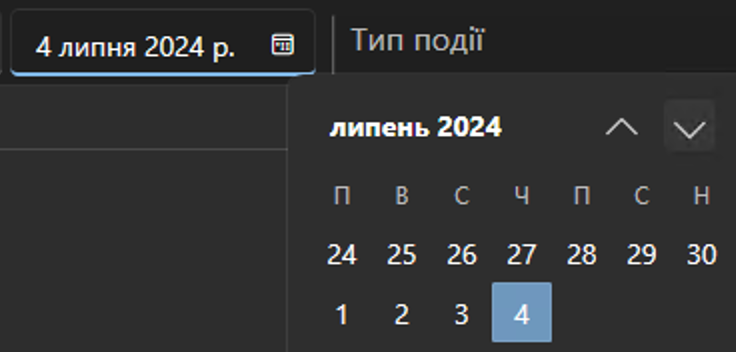 4 липня 2024 р.
Тип події
липень 2024
П В С Ч П С Н
24 25 26 27 28 29 30
1 2 3 4